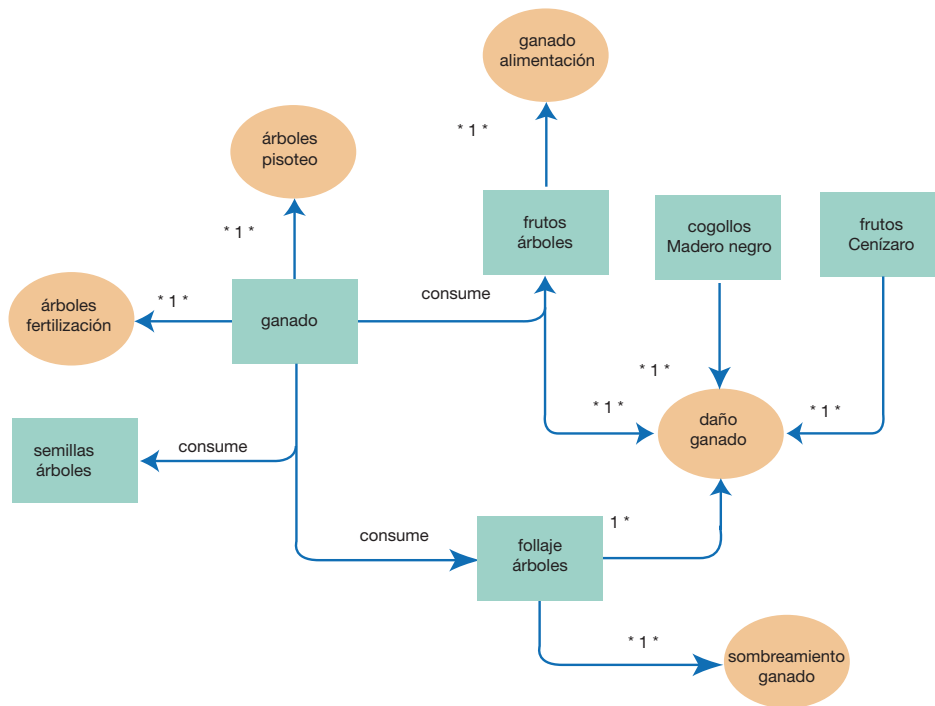 ganado
alimentación
* 1 *
árboles
pisoteo
* 1 *
frutos
árboles
cogollos
Madero negro
frutos
Cenízaro
árboles
fertilización
* 1 *
ganado
consume
* 1 *
* 1 *
* 1 *
daño
ganado
semillas
árboles
consume
consume
follaje
árboles
1 *
* 1 *
sombreamiento
ganado